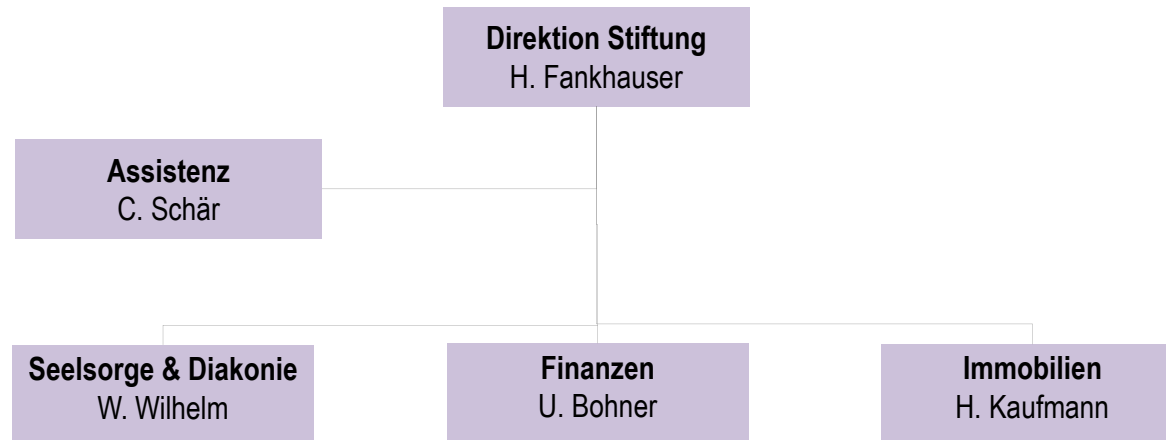 Direktion Stiftung
H. Fankhauser
Assistenz
C. Schär
Seelsorge & Diakonie
W. Wilhelm
Finanzen
U. Bohner
Immobilien
H. Kaufmann